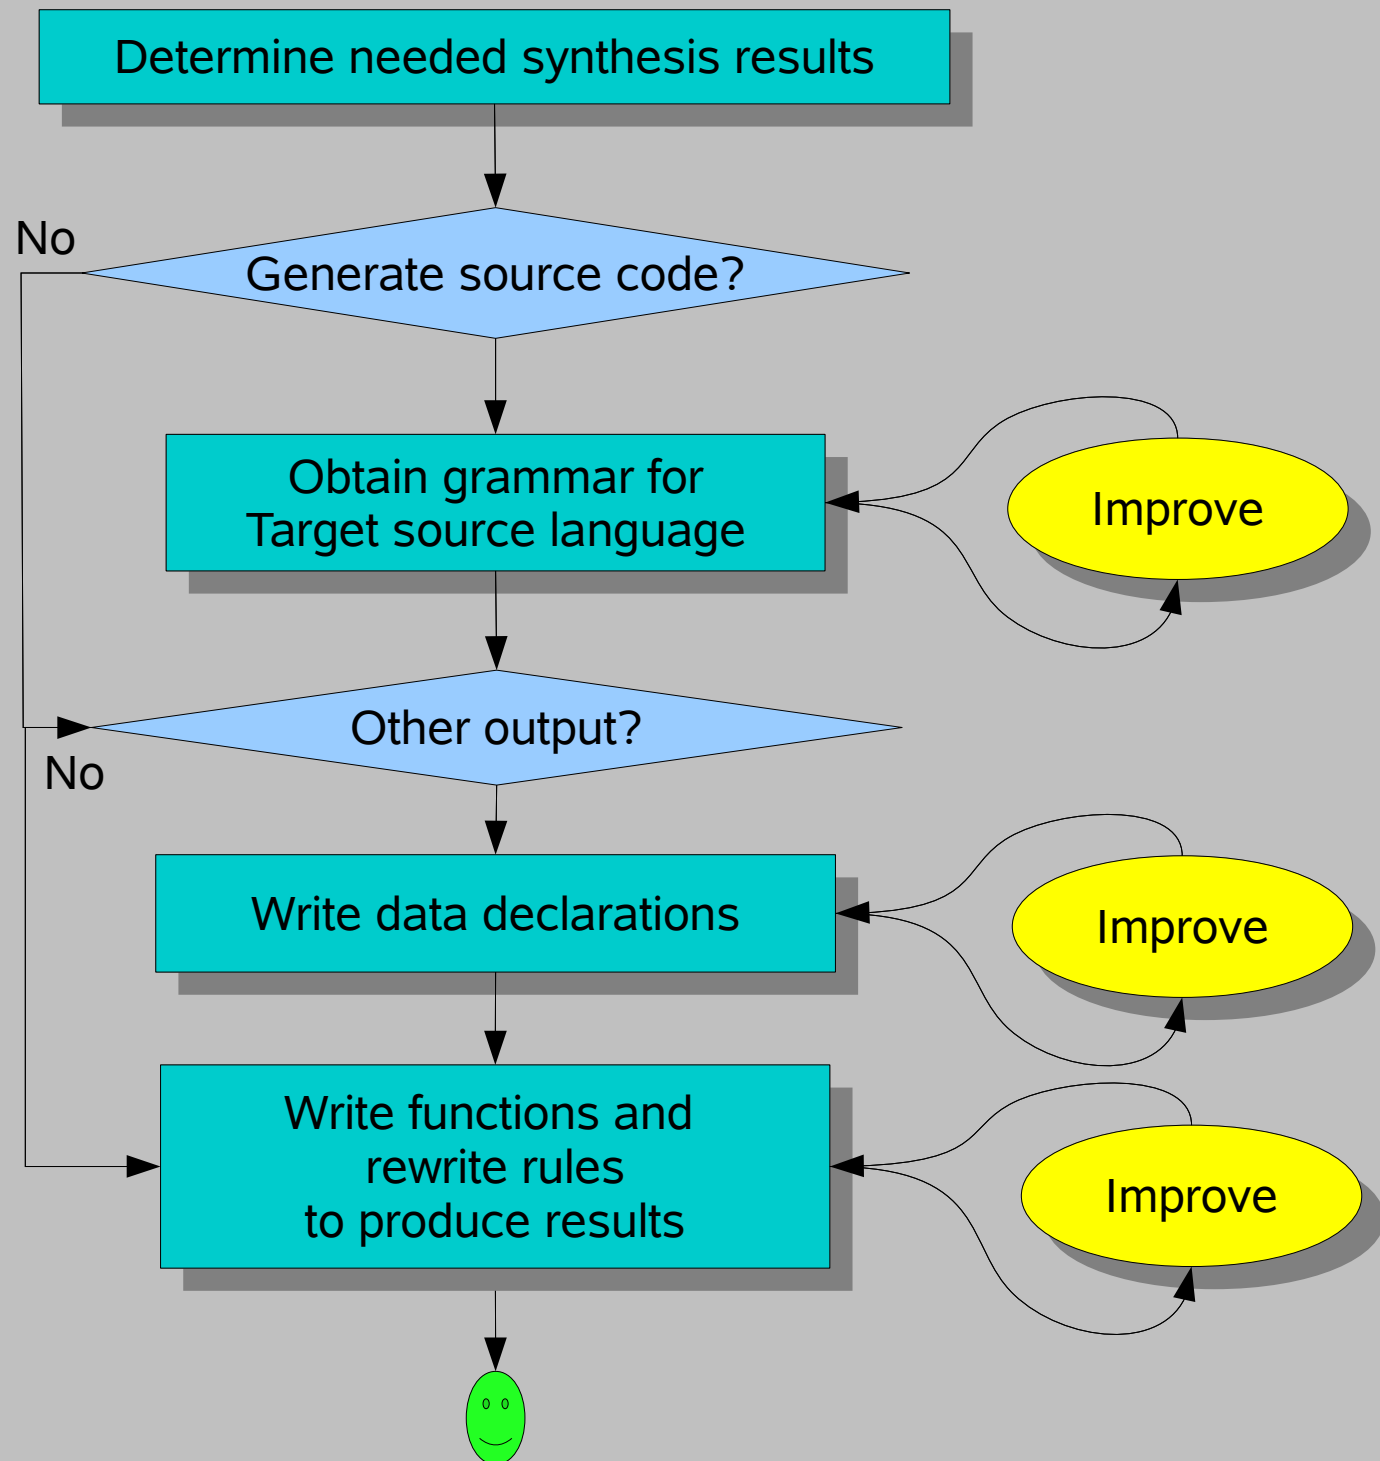 Determine needed synthesis results
No
Generate source code?
Obtain grammar for
Target source language
Improve
Other output?
No
Write data declarations
Improve
Write functions and
rewrite rules
to produce results
Improve